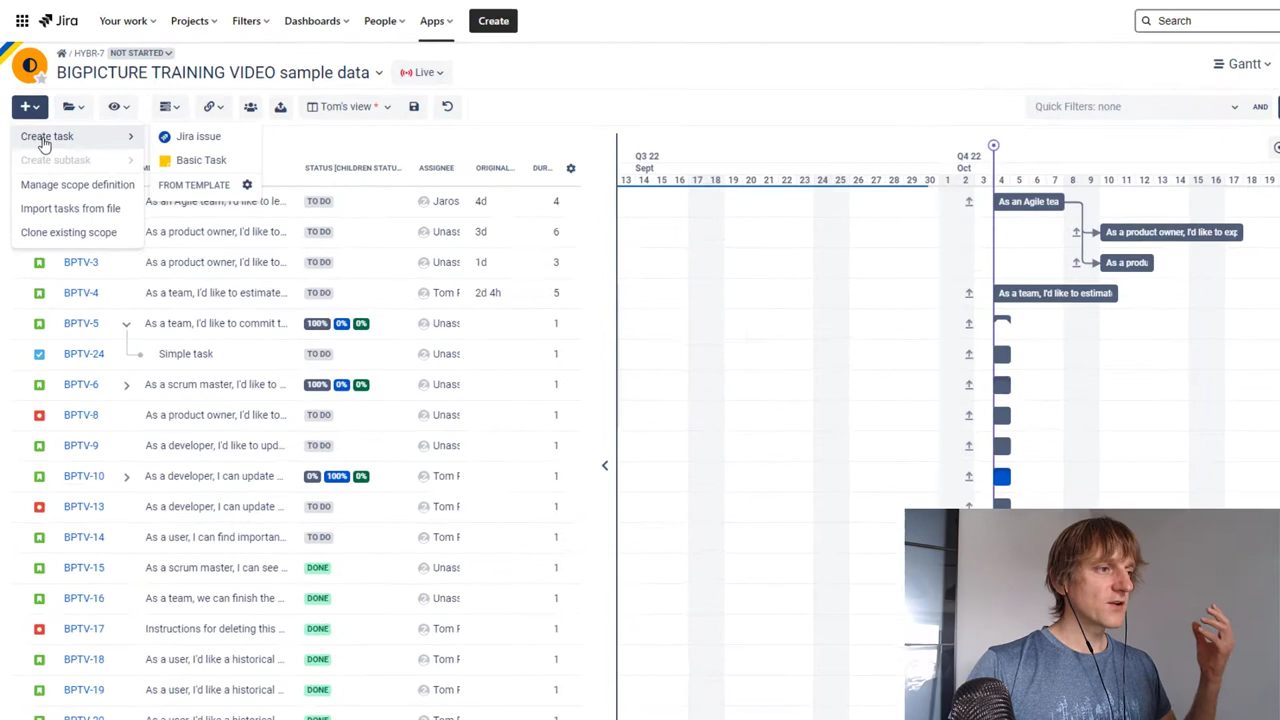 Jira Your work Projects Filters Dashboards People Apps Create Search
/ HYBR-7 NOT STARTED
BIGPICTURE TRAINING VIDEO sample data Live Gantt
Tom's view * Quick Filters: none AND
Create task Jira issue
Create subtask Basic Task
Manage scope definition FROM TEMPLATE
Import tasks from file
Clone existing scope
STATUS [CHILDREN STATU... ASSIGNEE ORIGINAL... DUR...
Q3 22 Q4 22
Sept Oct
13 14 15 16 17 18 19 20 21 22 23 24 25 26 27 28 29 30 1 2 3 4 5 6 7 8 9 10 11 12 13 14 15 16 17 18
As an Agile team, I'd like to le... TO DO Jaros 4d 4 As an Agile tea
As a product owner, I'd like to... TO DO Unass 3d 6 As a product owner, I'd like to exp
BPTV-3 As a product owner, I'd like to... TO DO Unass 1d 3 As a produ
BPTV-4 As a team, I'd like to estimate... TO DO Tom F 2d 4h 5 As a team, I'd like to estimat
BPTV-5 As a team, I'd like to commit t... 100% 0% 0% Unass 1
BPTV-24 Simple task TO DO Unass 1
BPTV-6 As a scrum master, I'd like to ... 100% 0% 0% Unass 1
BPTV-8 As a product owner, I'd like to... TO DO Unass 1
BPTV-9 As a developer, I'd like to upd... TO DO Unass 1
BPTV-10 As a developer, I can update ... 0% 100% 0% Tom F 1
BPTV-13 As a developer, I can update ... TO DO Tom F 1
BPTV-14 As a user, I can find importan... TO DO Tom F 1
BPTV-15 As a scrum master, I can see ... DONE Unass 1
BPTV-16 As a team, we can finish the ... DONE Unass 1
BPTV-17 Instructions for deleting this ... DONE Unass 1
BPTV-18 As a user, I'd like a historical ... DONE Tom F 1
BPTV-19 As a user, I'd like a historical ... DONE Tom F 1